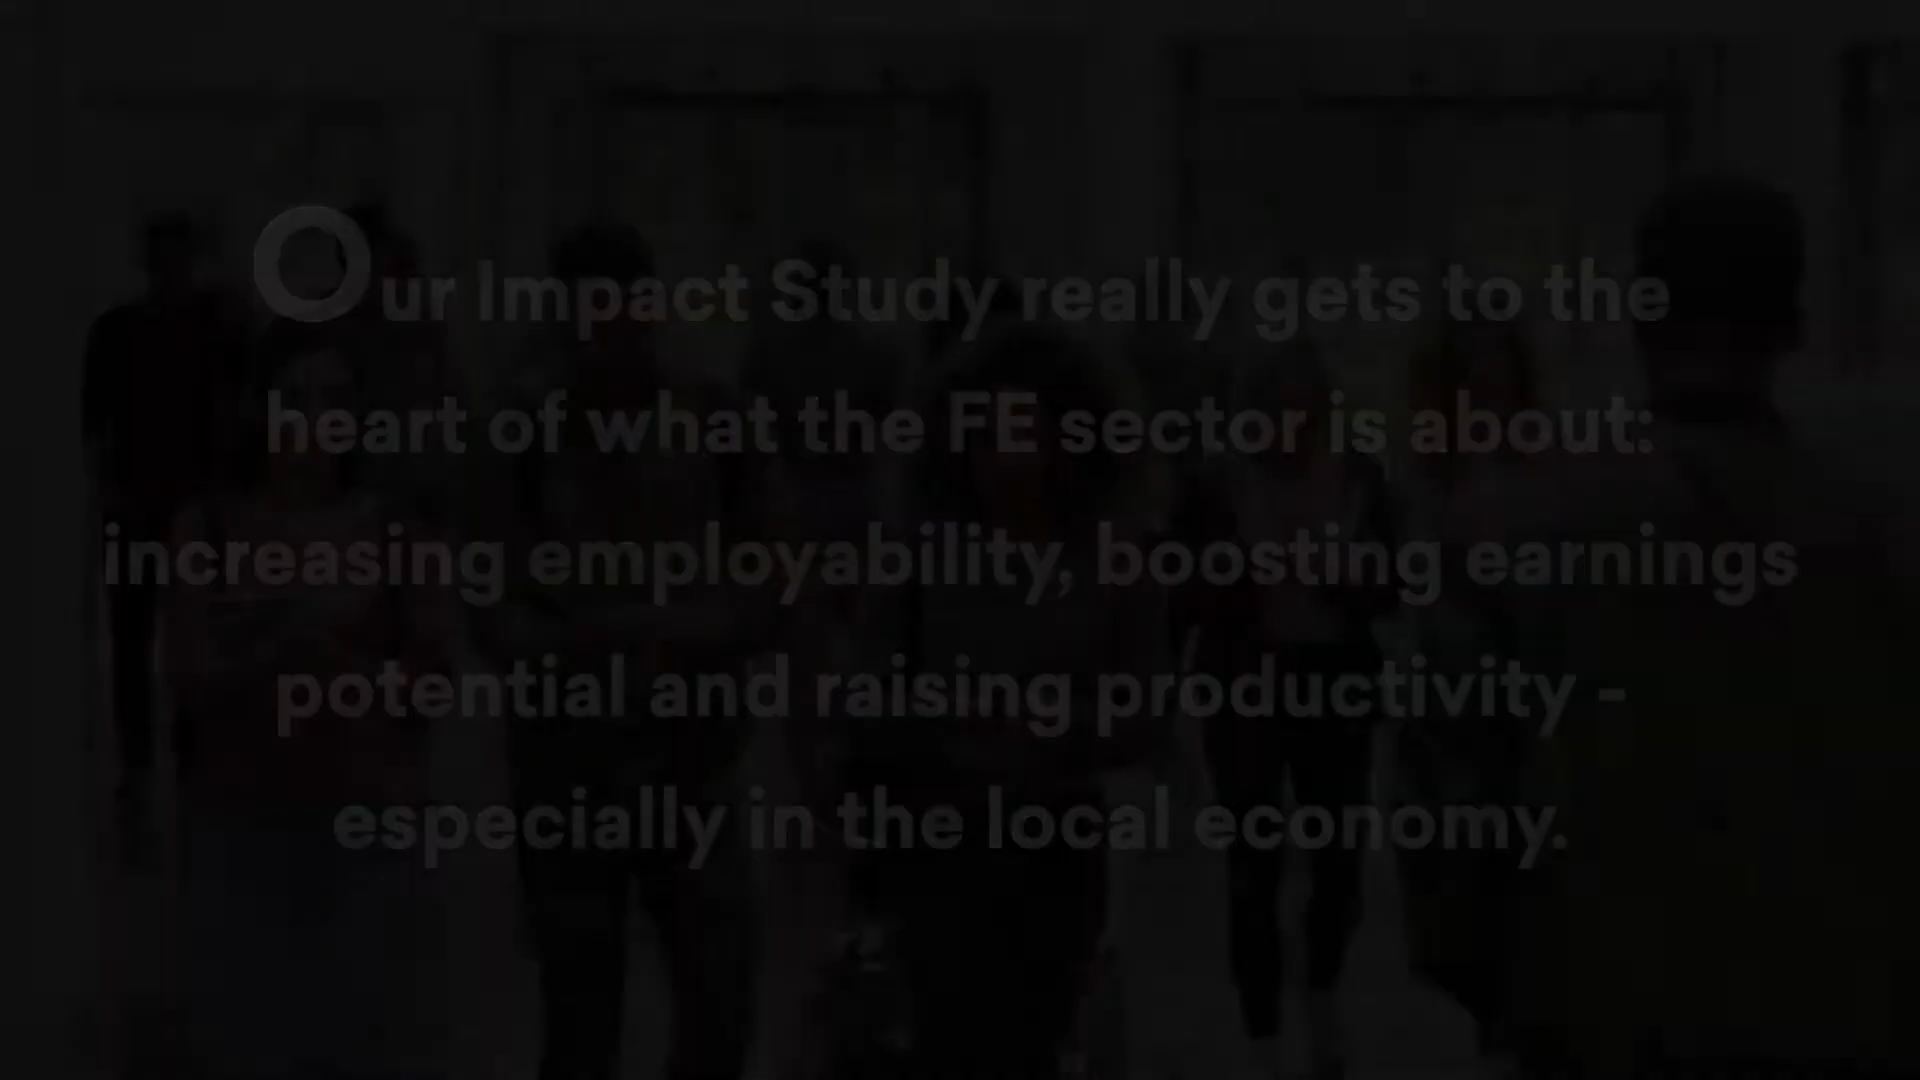 Our Impact Study really gets to the
heart of what the FE sector is about:
increasing employability, boosting earnings
potential and raising productivity -
especially in the local economy.